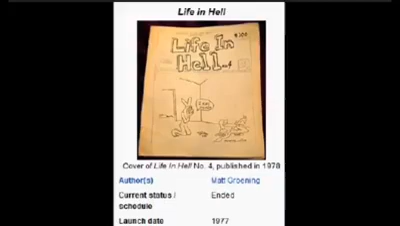 Life in Hell
Life In
Hell
Cover of Life In Hell No. 4, published in 1978
Author(s) Matt Groening
Current status / Ended
schedule
Launch date 1977